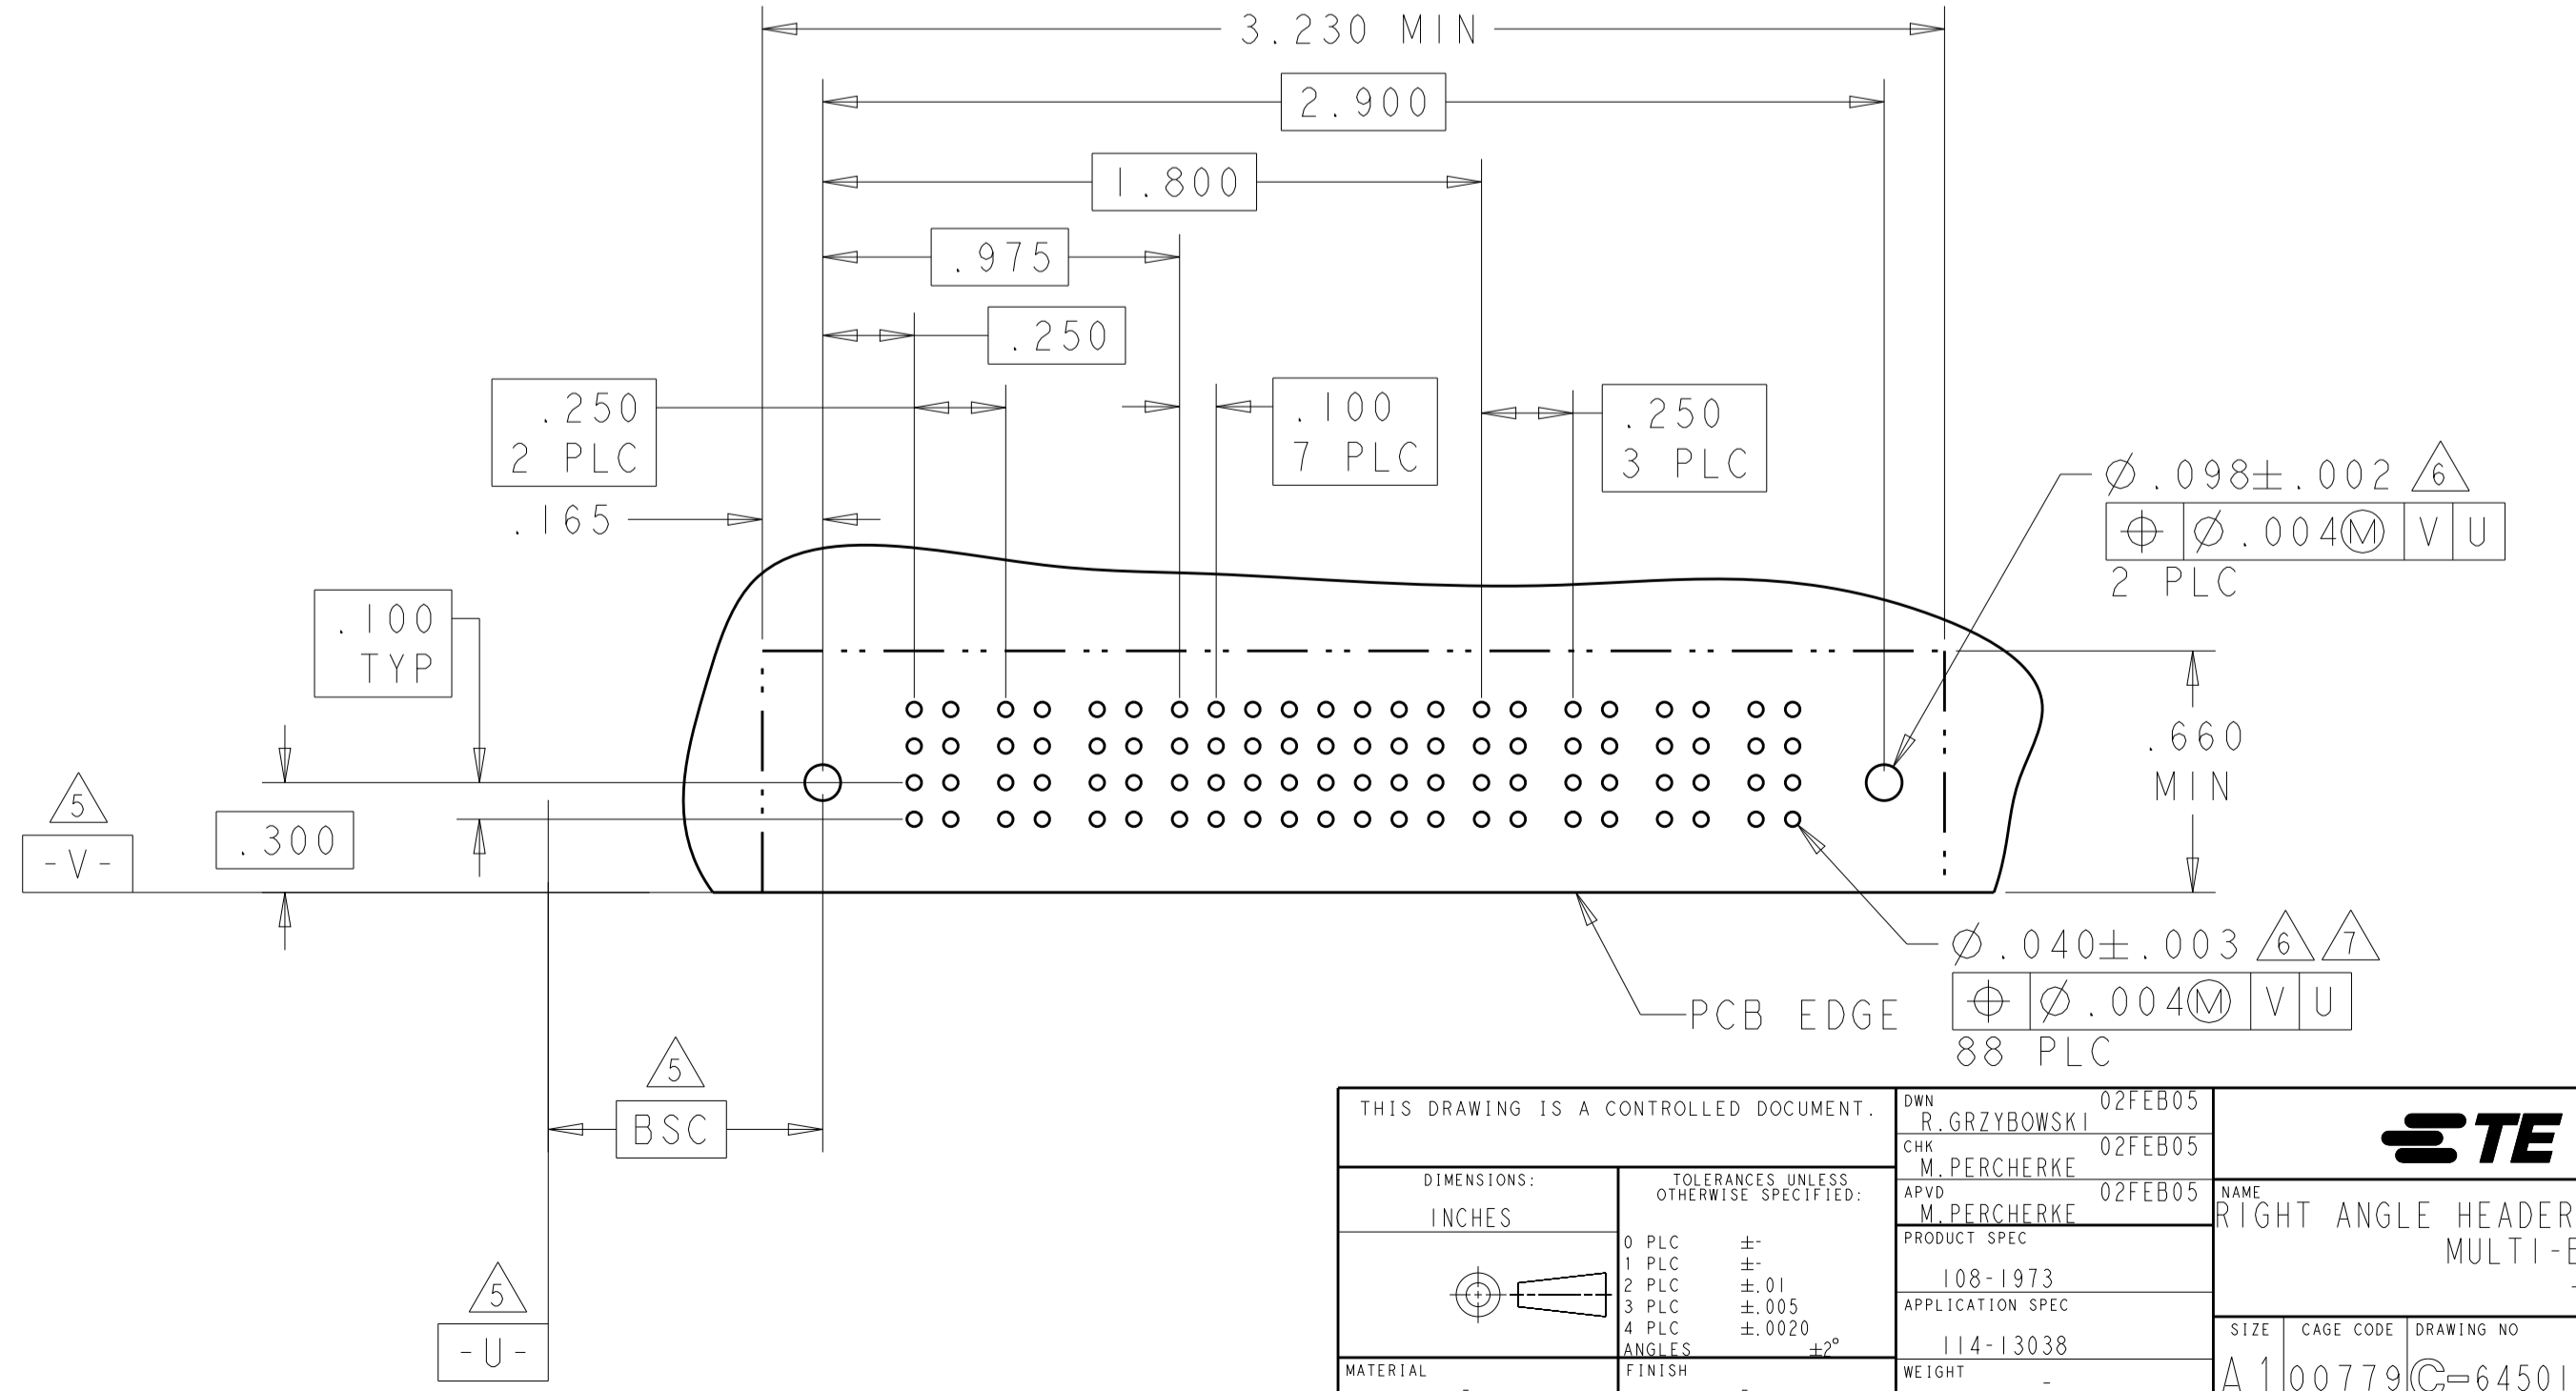 3.230 MIN
2.900
1.800
.975
.250
.250
2 PLC
.100
7 PLC
.250
3 PLC
.165
Ø.098±.002 6
⌖ Ø.004Ⓜ V U
2 PLC
.100
TYP
.660
MIN
5
-V-
.300
Ø.040±.003 6 7
⌖ Ø.004Ⓜ V U
88 PLC
PCB EDGE
5
BSC
5
-U-
THIS DRAWING IS A CONTROLLED DOCUMENT.
DWN 02FEB05
R.GRZYBOWSKI
CHK 02FEB05
M.PERCHERKE
APVD 02FEB05
M.PERCHERKE
TE
DIMENSIONS:
INCHES
TOLERANCES UNLESS
OTHERWISE SPECIFIED:
0 PLC ±-
1 PLC ±-
2 PLC ±.01
3 PLC ±.005
4 PLC ±.0020
ANGLES ±2°
PRODUCT SPEC
108-1973
APPLICATION SPEC
114-13038
NAME
RIGHT ANGLE HEADER
MULTI-
SIZE CAGE CODE DRAWING NO
A1 00779 C-6450
MATERIAL
-
FINISH
-
WEIGHT
-